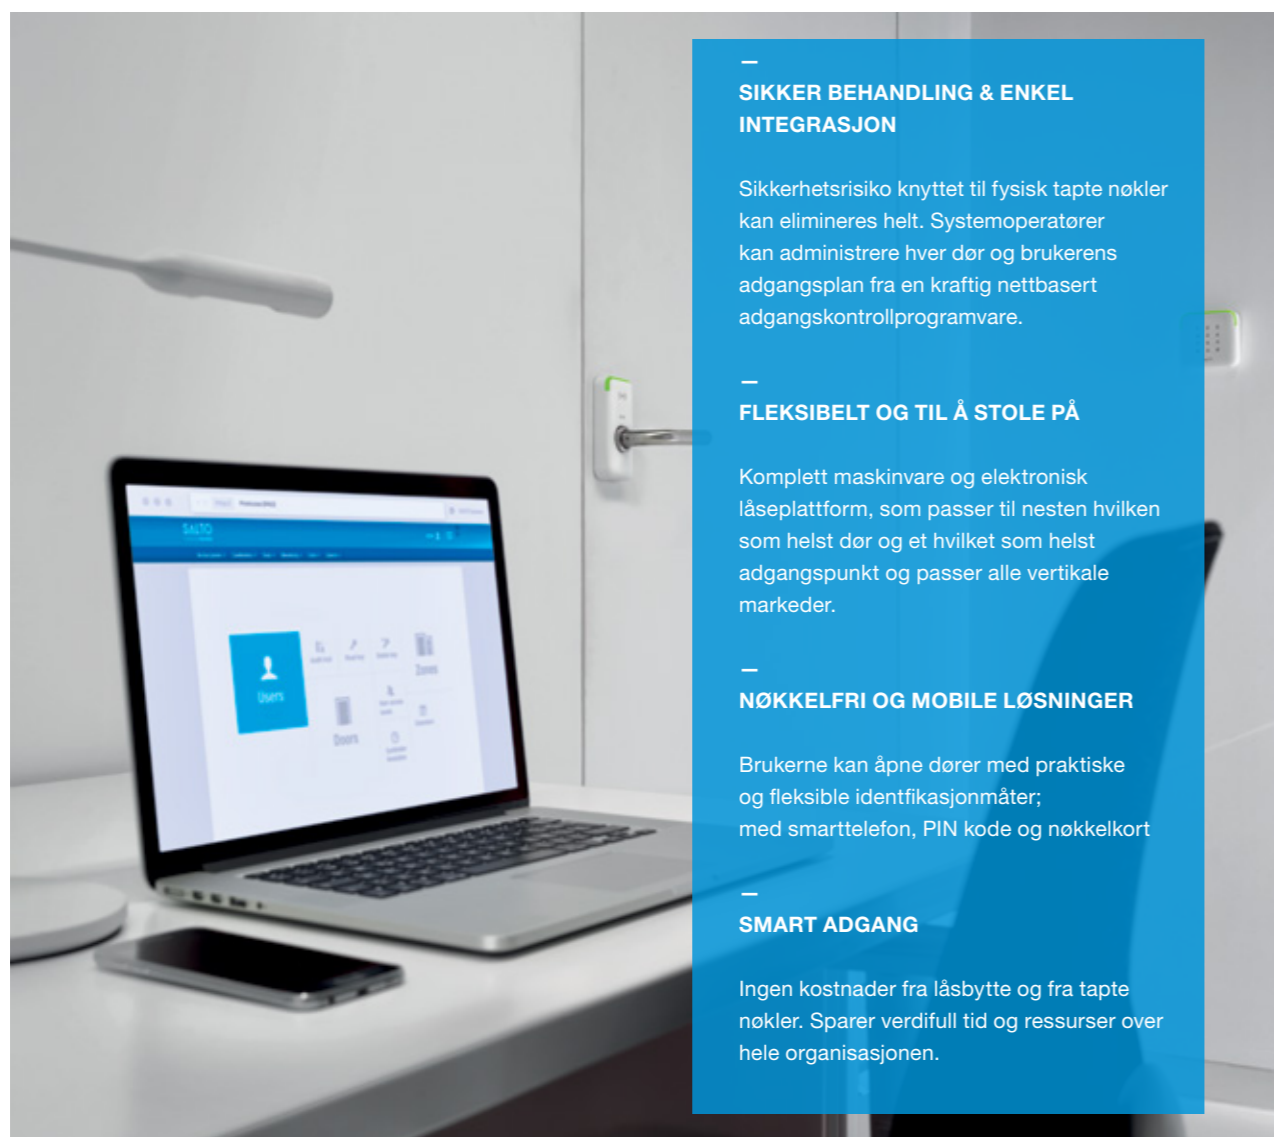 SIKKER BEHANDLING & ENKEL
INTEGRASJON
Sikkerhetsrisiko knyttet til fysisk tapte nøkler
kan elimineres helt. Systemoperatører
kan administrere hver dør og brukerens
adgangsplan fra en kraftig nettbasert
adgangskontrollprogramvare.
FLEKSIBELT OG TIL Å STOLE PÅ
Komplett maskinvare og elektronisk
låseplattform, som passer til nesten hvilken
som helst dør og et hvilket som helst
adgangspunkt og passer alle vertikale
markeder.
NØKKELFRI OG MOBILE LØSNINGER
Brukerne kan åpne dører med praktiske
og fleksible identfikasjonmåter;
med smarttelefon, PIN kode og nøkkelkort
SMART ADGANG
Ingen kostnader fra låsbytte og fra tapte
nøkler. Sparer verdifull tid og ressurser over
hele organisasjonen.
SALTO
Users
Doors
Zones